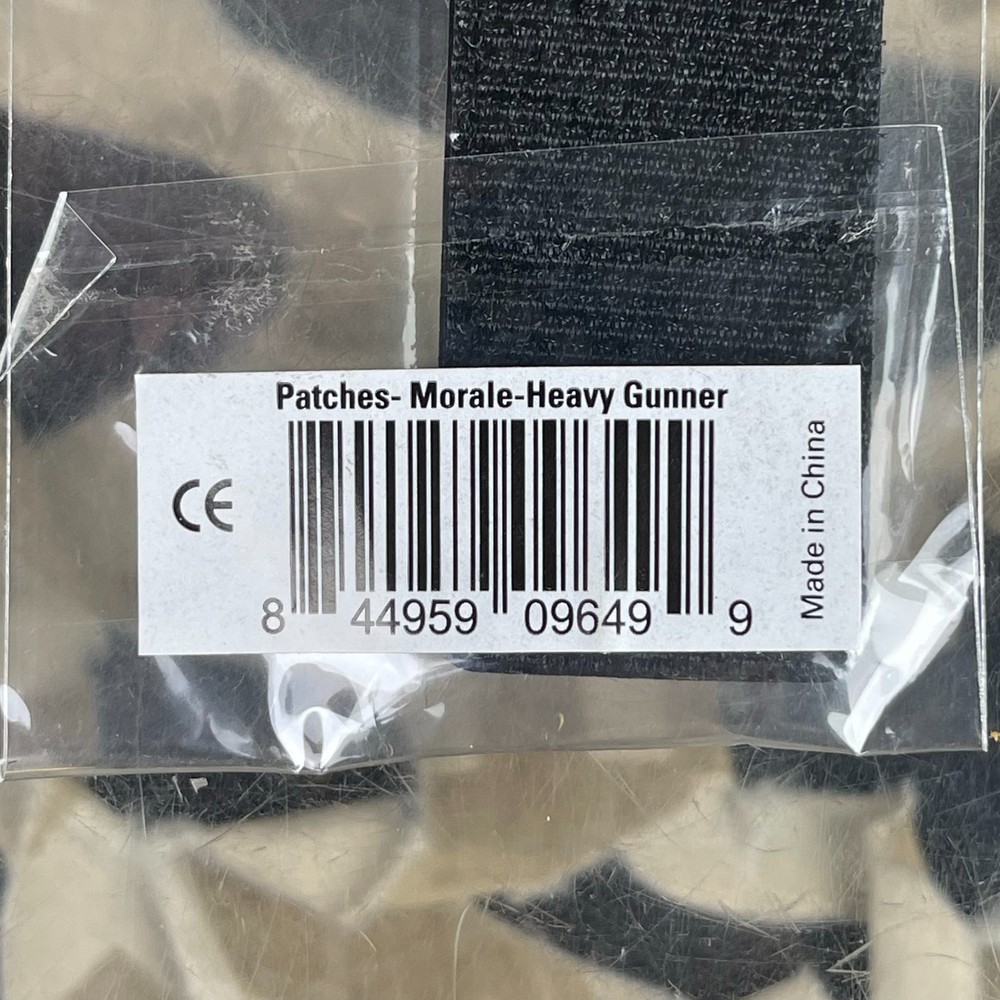 Patches- Morale-Heavy Gunner
CE
8 44959 09649 9
Made in China